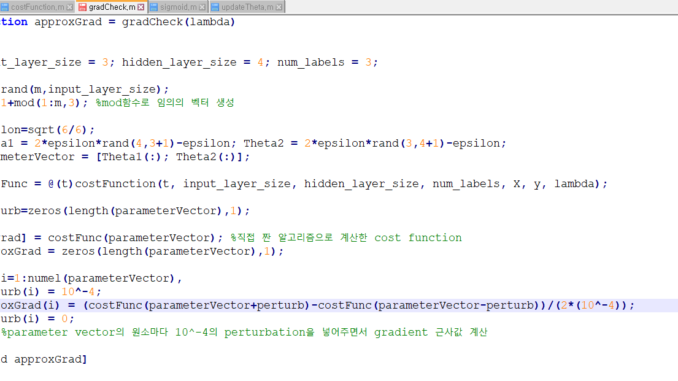 costFunction.m gradCheck.m sigmoid.m updateTheta.m
ction approxGrad = gradCheck(lambda)
t_layer_size = 3; hidden_layer_size = 4; num_labels = 3;
rand(m,input_layer_size);
1+mod(1:m,3); %mod함수로 임의의 벡터 생성
lon=sqrt(6/6);
a1 = 2*epsilon*rand(4,3+1)-epsilon; Theta2 = 2*epsilon*rand(3,4+1)-epsilon;
meterVector = [Theta1(:); Theta2(:)];
Func = @(t)costFunction(t, input_layer_size, hidden_layer_size, num_labels, X, y, lambda);
urb=zeros(length(parameterVector),1);
rad] = costFunc(parameterVector); %직접 짠 알고리즘으로 계산한 cost function
oxGrad = zeros(length(parameterVector),1);
i=1:numel(parameterVector),
urb(i) = 10^-4;
oxGrad(i) = (costFunc(parameterVector+perturb)-costFunc(parameterVector-perturb))/(2*(10^-4));
urb(i) = 0;
%parameter vector의 원소마다 10^-4의 perturbation을 넣어주면서 gradient 근사값 계산
d approxGrad]